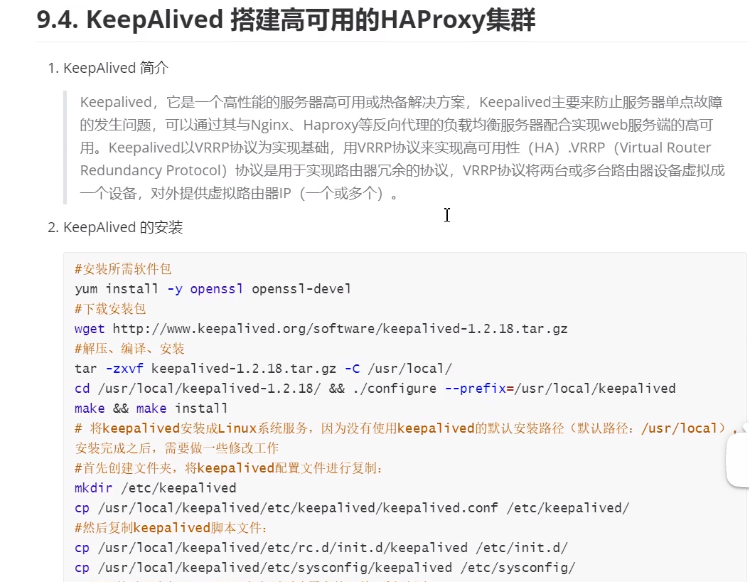 9.4. KeepAlived 搭建高可用的HAProxy集群
1. KeepAlived 简介
Keepalived，它是一个高性能的服务器高可用或热备解决方案，Keepalived主要来防止服务器单点故障
的发生问题，可以通过其与Nginx、Haproxy等反向代理的负载均衡服务器配合实现web服务端的高可
用。Keepalived以VRRP协议为实现基础，用VRRP协议来实现高可用性（HA）.VRRP（Virtual Router
Redundancy Protocol）协议是用于实现路由器冗余的协议，VRRP协议将两台或多台路由器设备虚拟成
一个设备，对外提供虚拟路由器IP（一个或多个）。
2. KeepAlived 的安装
#安装所需软件包
yum install -y openssl openssl-devel
#下载安装包
wget http://www.keepalived.org/software/keepalived-1.2.18.tar.gz
#解压、编译、安装
tar -zxvf keepalived-1.2.18.tar.gz -C /usr/local/
cd /usr/local/keepalived-1.2.18/ && ./configure --prefix=/usr/local/keepalived
make && make install
# 将keepalived安装成Linux系统服务，因为没有使用keepalived的默认安装路径（默认路径：/usr/local），
安装完成之后，需要做一些修改工作
#首先创建文件夹，将keepalived配置文件进行复制：
mkdir /etc/keepalived
cp /usr/local/keepalived/etc/keepalived/keepalived.conf /etc/keepalived/
#然后复制keepalived脚本文件：
cp /usr/local/keepalived/etc/rc.d/init.d/keepalived /etc/init.d/
cp /usr/local/keepalived/etc/sysconfig/keepalived /etc/sysconfig/